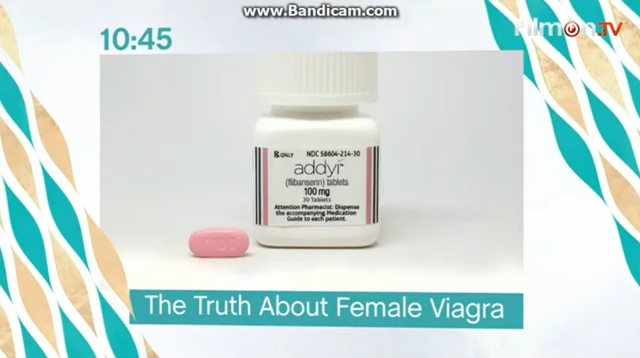 www.Bandicam.com
FilmOn.TV
10:45
Rx ONLY NDC 58604-214-30
addyi
(flibanserin) tablets
100 mg
30 Tablets
Attention Pharmacist: Dispense
the accompanying Medication
Guide to each patient.
The Truth About Female Viagra